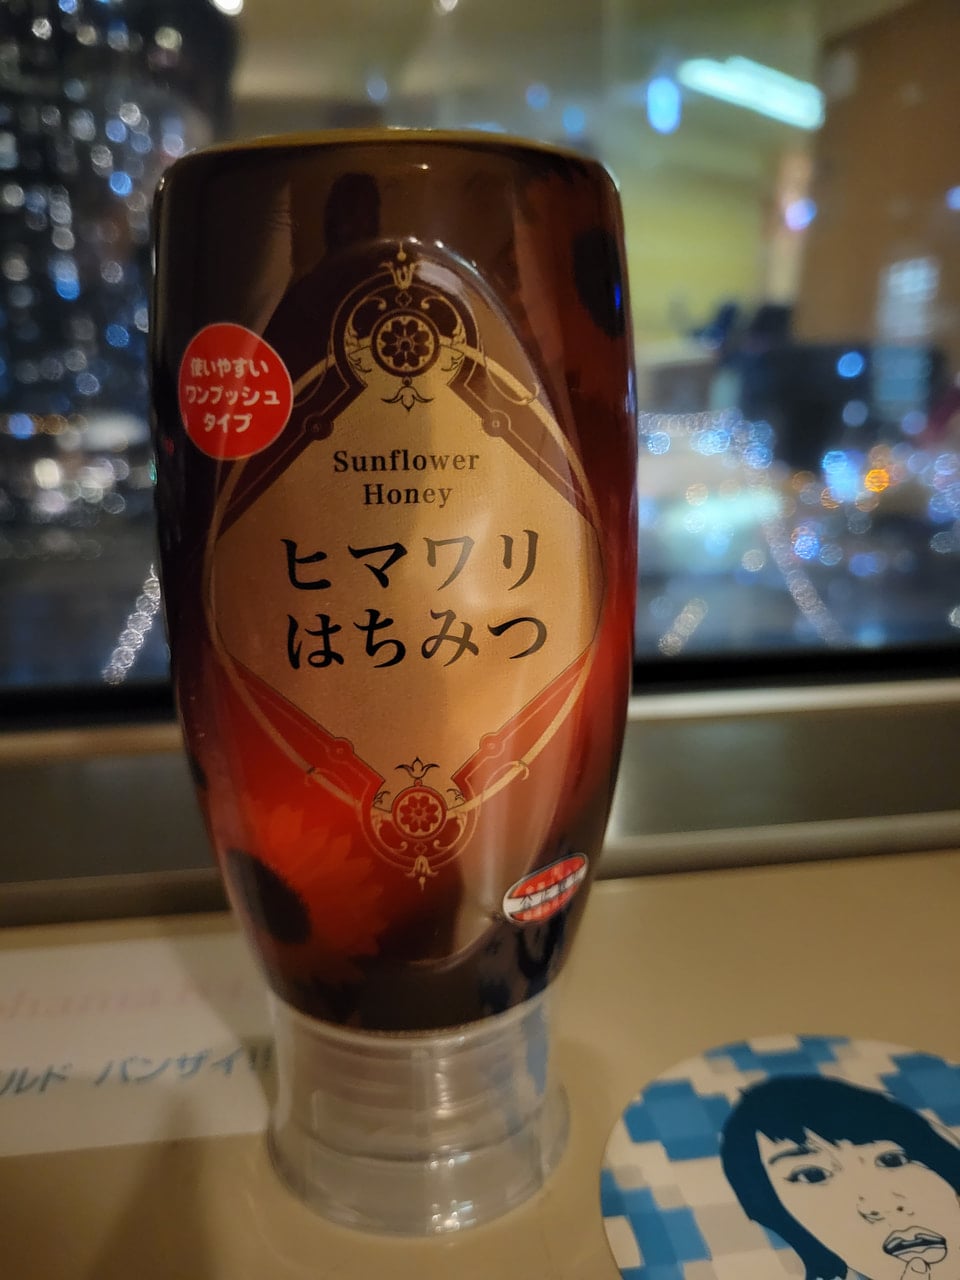 使いやすい
ワンプッシュ
タイプ
Sunflower
Honey
ヒマワリ
はちみつ
ルド バンザイ!!